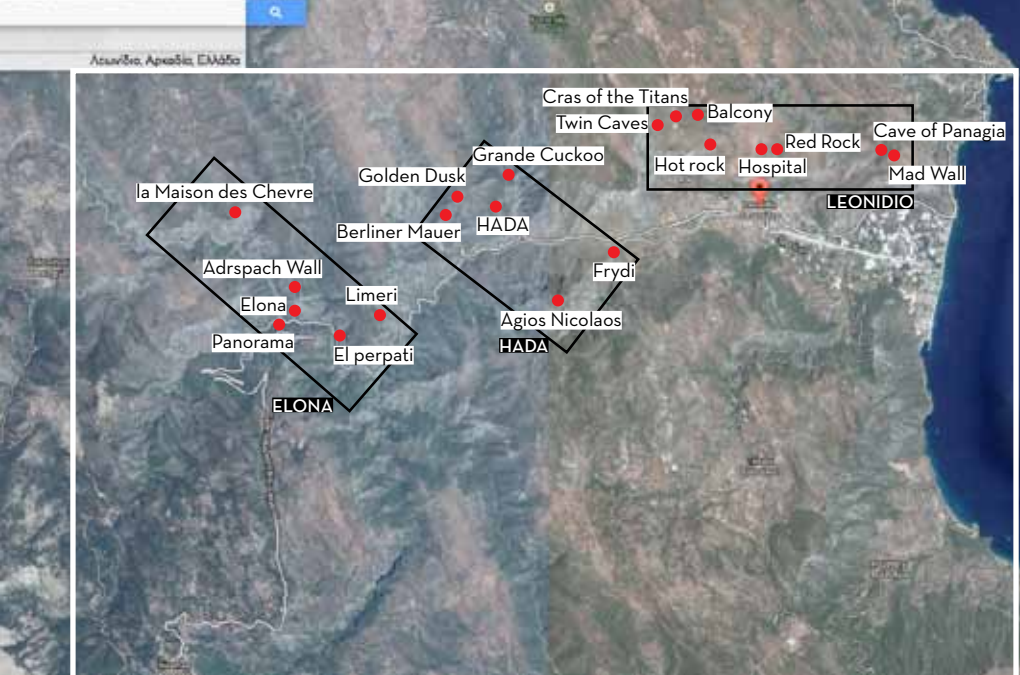 Λεωνίδιο, Αρκαδία, Ελλάδα
Cras of the Titans
Balcony
Twin Caves
Cave of Panagia
Red Rock
Hot rock
Hospital
Mad Wall
LEONIDIO
Grande Cuckoo
Golden Dusk
HADA
Berliner Mauer
Frydi
Agios Nicolaos
HADA
la Maison des Chevre
Adrspach Wall
Limeri
Elona
Panorama
El perpati
ELONA